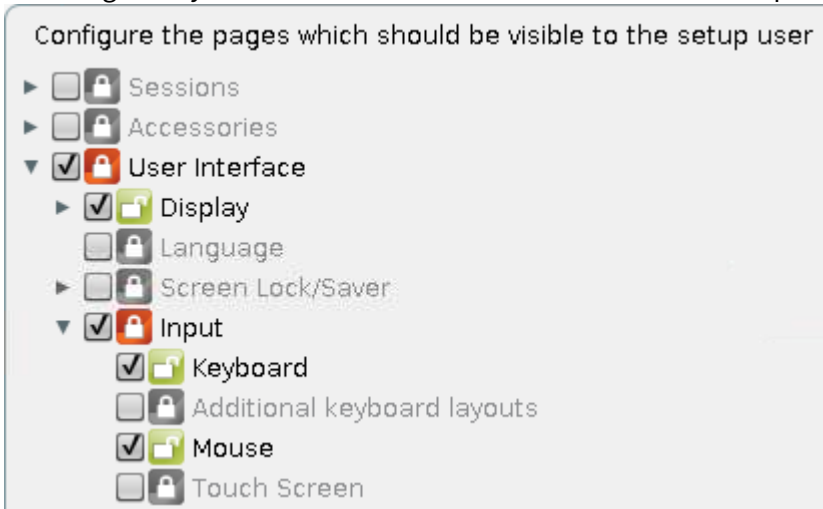 Configure the pages which should be visible to the setup user
Sessions
Accessories
User Interface
Display
Language
Screen Lock/Saver
Input
Keyboard
Additional keyboard layouts
Mouse
Touch Screen